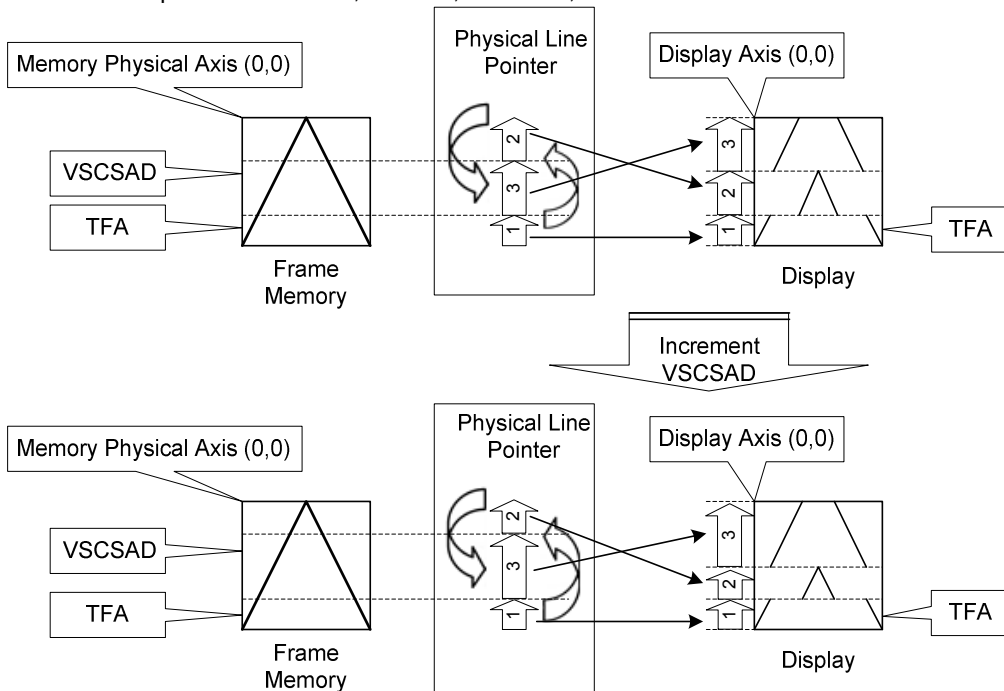 Physical Line
Pointer
Memory Physical Axis (0,0)
Display Axis (0,0)
VSCSAD
TFA
2
3
1
3
2
1
TFA
Frame
Memory
Display
Increment
VSCSAD
Physical Line
Pointer
Memory Physical Axis (0,0)
Display Axis (0,0)
VSCSAD
TFA
2
3
1
3
2
1
TFA
Frame
Memory
Display